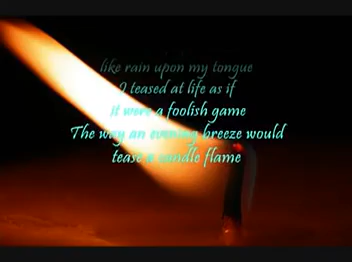 like rain upon my tongue
I teased at life as if
it were a foolish game
The way an evening breeze would
tease a candle flame